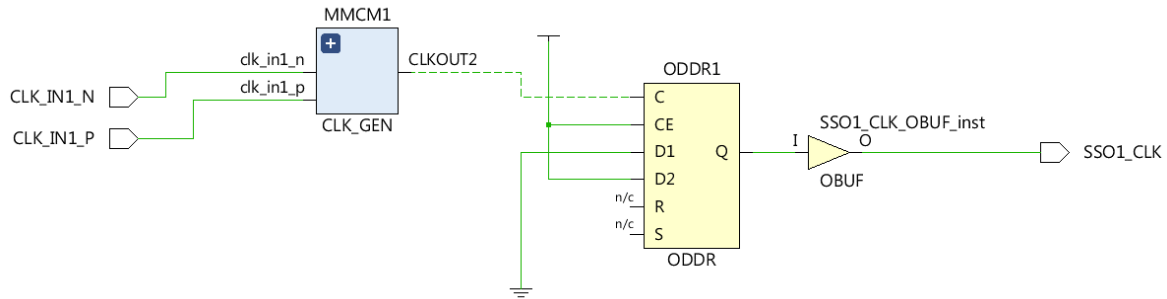 MMCM1
clk_in1_n
CLKOUT2
clk_in1_p
CLK_IN1_N
CLK_IN1_P
CLK_GEN
ODDR1
C
CE
D1
D2
R
S
Q
n/c
n/c
ODDR
SSO1_CLK_OBUF_inst
I
O
OBUF
SSO1_CLK